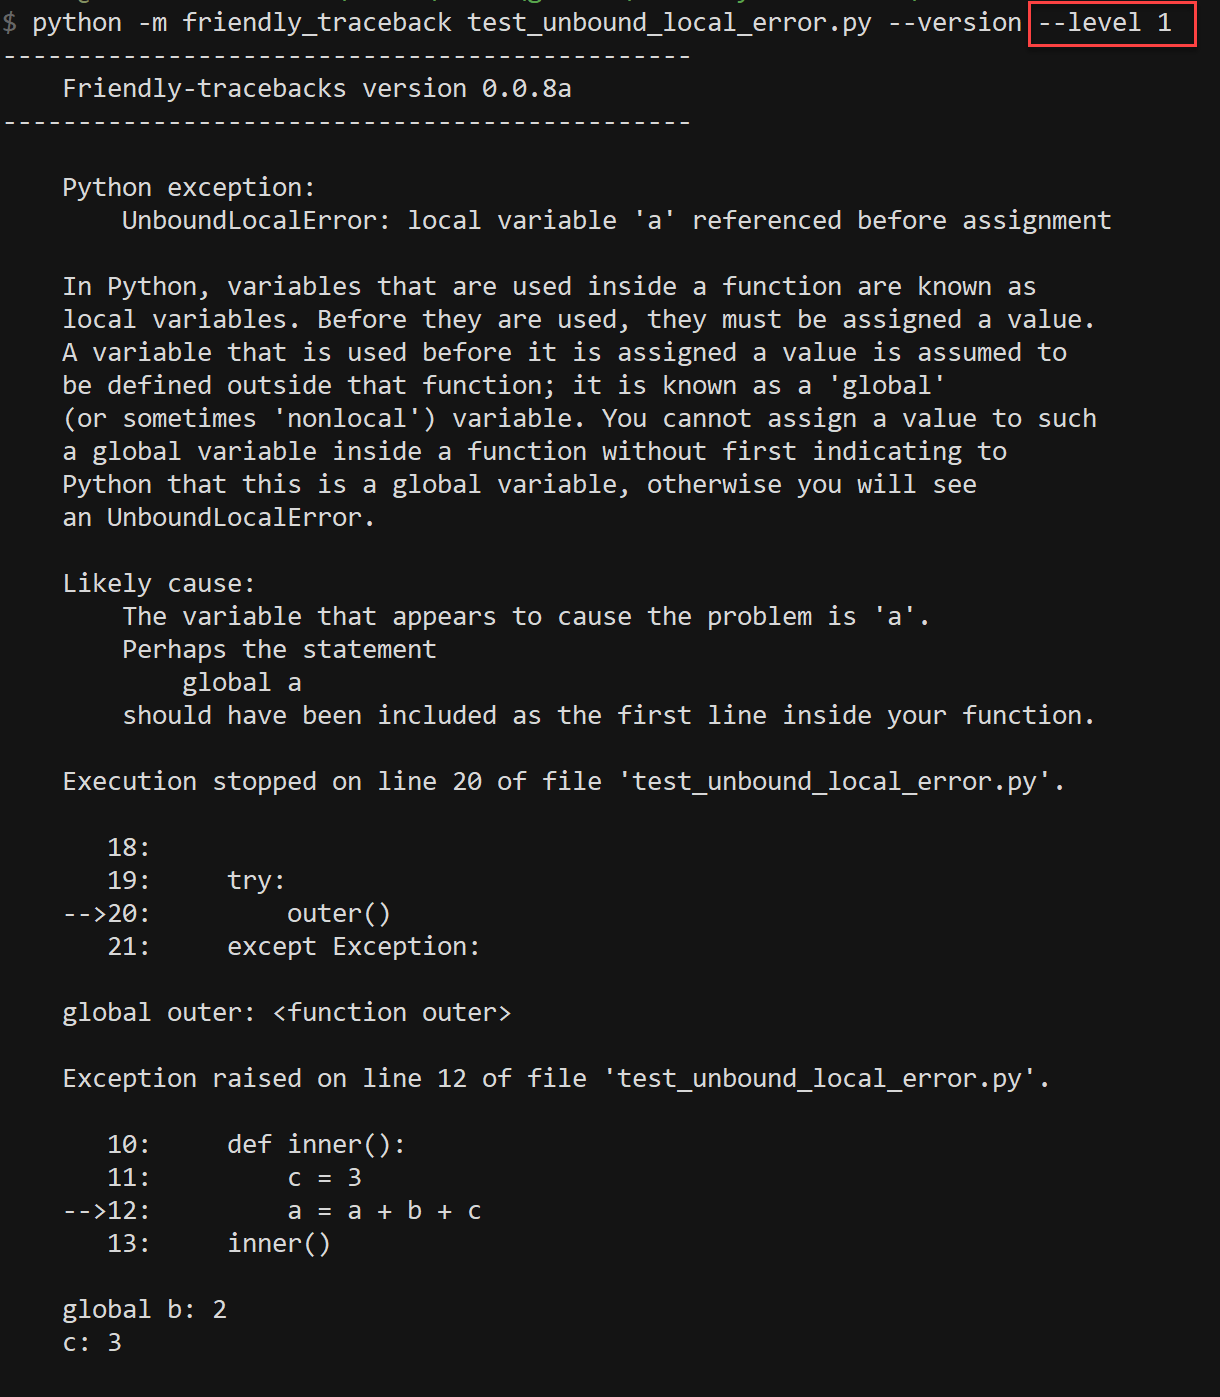 $ python -m friendly_traceback test_unbound_local_error.py --version --level 1
----------------------------------------------
    Friendly-tracebacks version 0.0.8a
----------------------------------------------

    Python exception:
        UnboundLocalError: local variable 'a' referenced before assignment

    In Python, variables that are used inside a function are known as
    local variables. Before they are used, they must be assigned a value.
    A variable that is used before it is assigned a value is assumed to
    be defined outside that function; it is known as a 'global'
    (or sometimes 'nonlocal') variable. You cannot assign a value to such
    a global variable inside a function without first indicating to
    Python that this is a global variable, otherwise you will see
    an UnboundLocalError.

    Likely cause:
        The variable that appears to cause the problem is 'a'.
        Perhaps the statement
            global a
        should have been included as the first line inside your function.

    Execution stopped on line 20 of file 'test_unbound_local_error.py'.

       18:
       19:     try:
    -->20:         outer()
       21:     except Exception:

    global outer: <function outer>

    Exception raised on line 12 of file 'test_unbound_local_error.py'.

       10:     def inner():
       11:         c = 3
    -->12:         a = a + b + c
       13:     inner()

    global b: 2
    c: 3